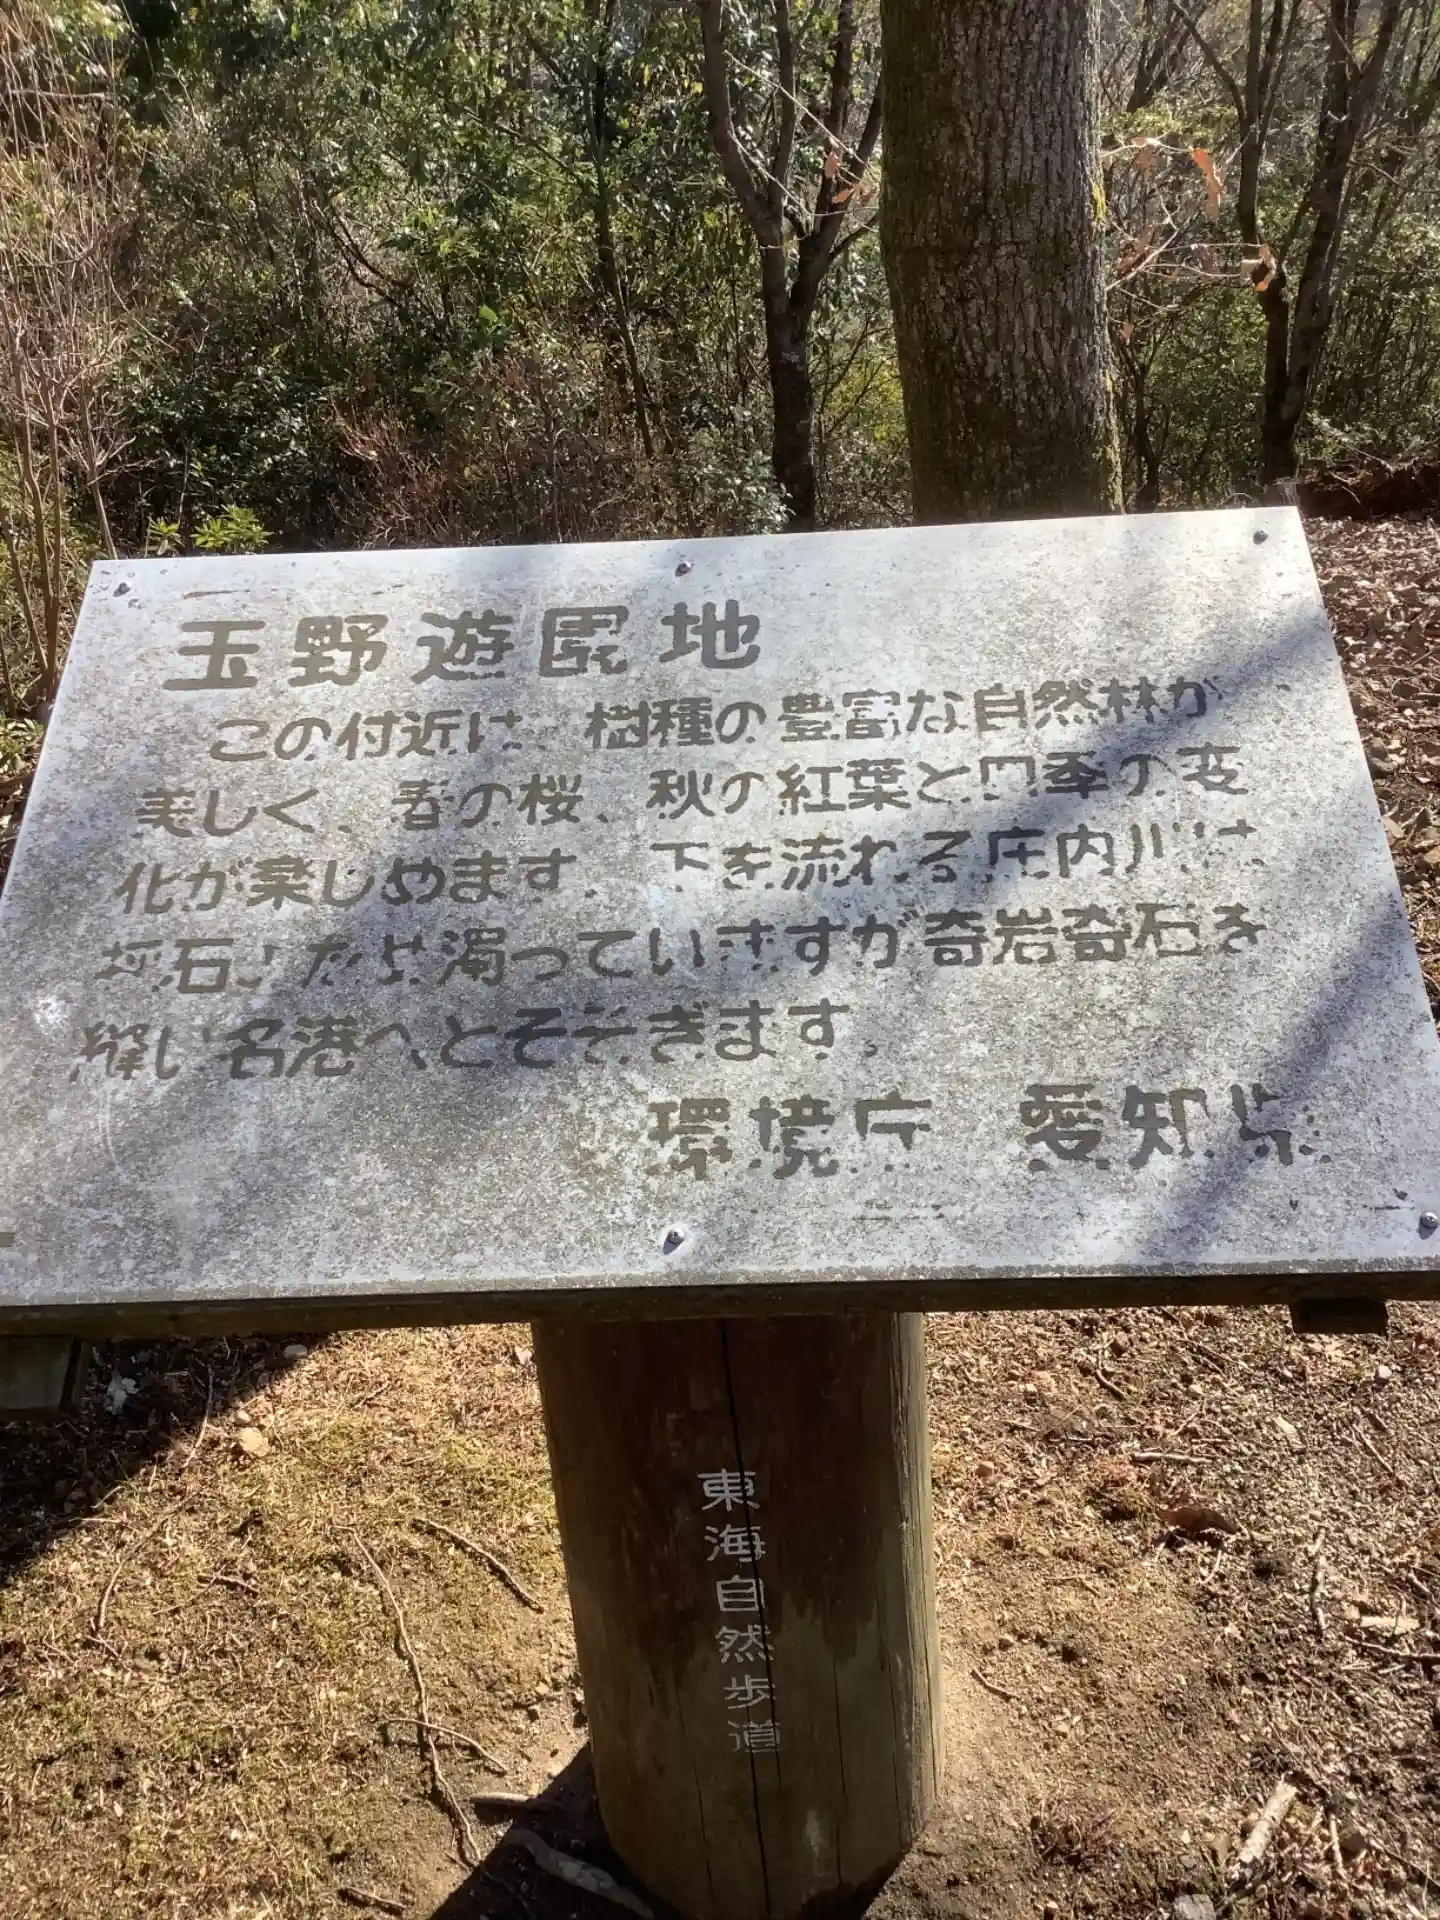 玉野遊園地
この付近は、樹種の豊富な自然林が
美しく、春の桜、秋の紅葉と四季の変
化が楽しめます。下を流れる庄内川は
石 濁っていますが奇岩奇石を
縫い名港へとそそぎます。
環境庁 愛知県
東海自然歩道